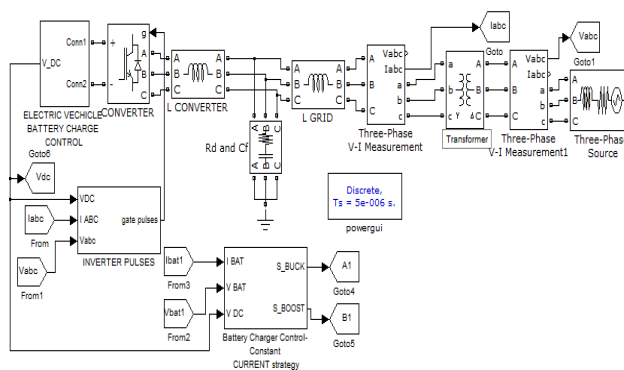 Conn1
V_DC
Conn2
ELECTRIC VECHICLE
BATTERY CHARGE
CONTROL
+
-
g
A
B
C
CONVERTER
A A
B B
C C
L CONVERTER
A A
B B
C C
L GRID
A B C
A B C
Rd and Cf
Vabc
Iabc
A a
B b
C c
Three-Phase
V-I Measurement
Iabc
Goto
a A
b B
c Y Δ C
Transformer
Vabc
Iabc
A a
B b
C c
Three-Phase
V-I Measurement1
Vabc
Goto1
A
B
C
Three-Phase
Source
Goto6
Vdc
Iabc
From
Vabc
From1
VDC
I ABC
Vabc
gate pulses
INVERTER PULSES
Discrete,
Ts = 5e-006 s.
powergui
Ibat1
From3
Vbat1
From2
I BAT
V BAT
V DC
S_BUCK
S_BOOST
Battery Charger Control-
Constant
CURRENT strategy
A1
Goto4
B1
Goto5